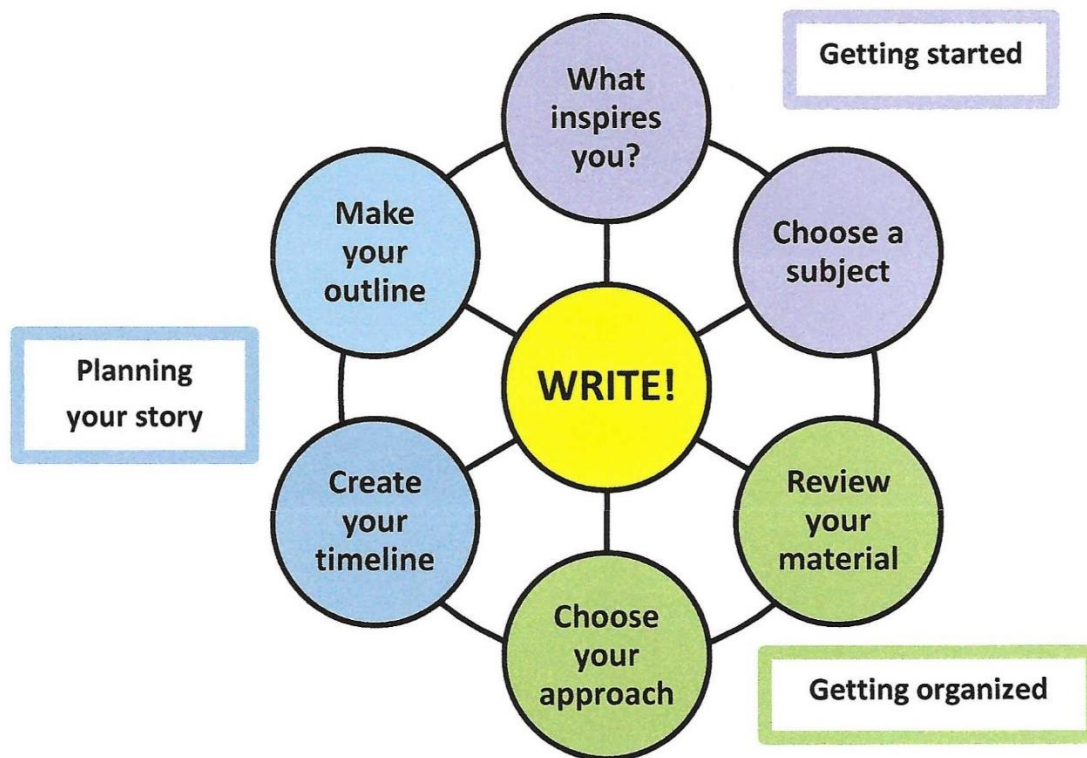 Getting started
What
inspires
you?
Choose a
subject
Review
your
material
Getting organized
Choose
your
approach
Create
your
timeline
Planning
your story
Make
your
outline
WRITE!